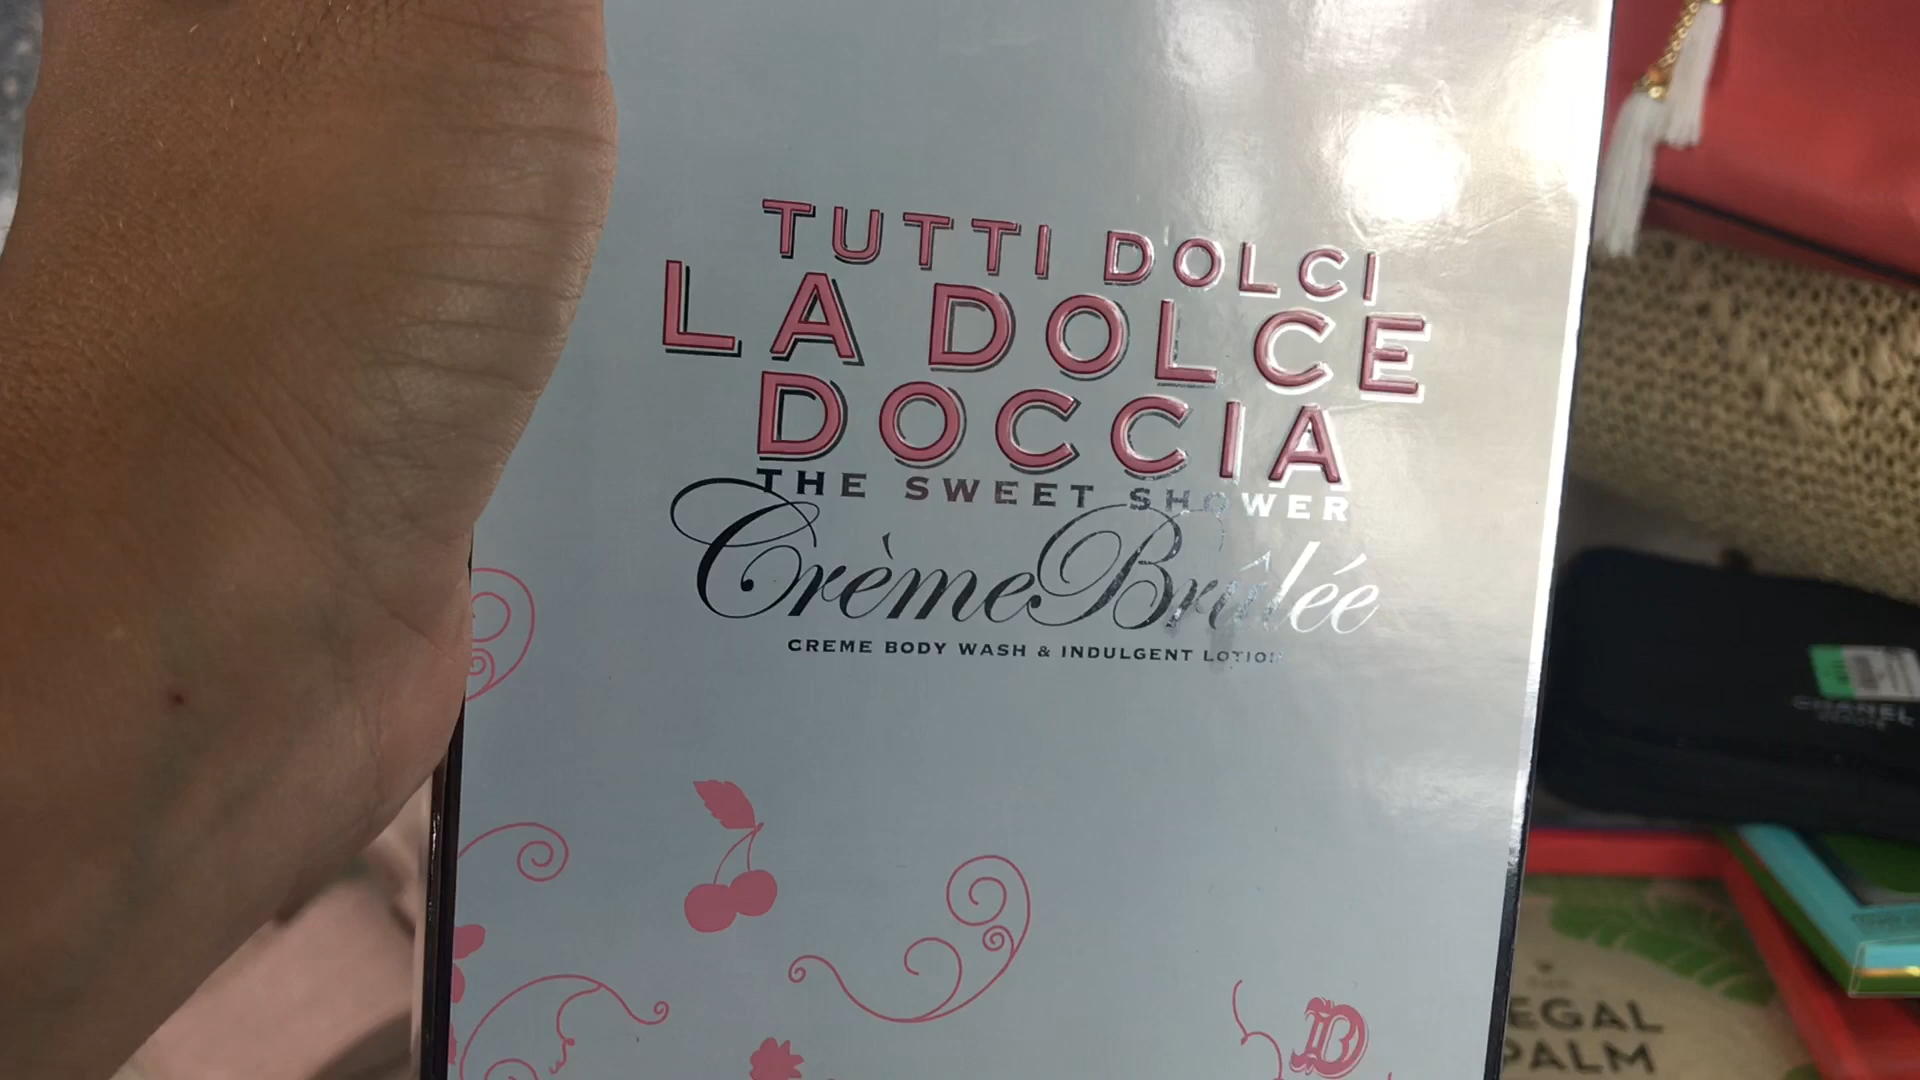 TUTTI DOLCI
LA DOLCE
DOCCIA
THE SWEET SHOWER
Crème Brûlée
CREME BODY WASH & INDULGENT LOTION
CHANEL
EGAL
PALM